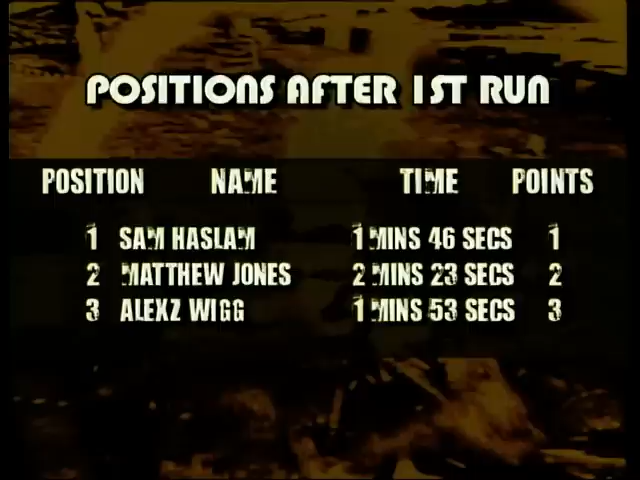 POSITIONS AFTER 1ST RUN
POSITION NAME TIME POINTS
1 SAM HASLAM 1 MINS 46 SECS 1
2 MATTHEW JONES 2 MINS 23 SECS 2
3 ALEXZ WIGG 1 MINS 53 SECS 3